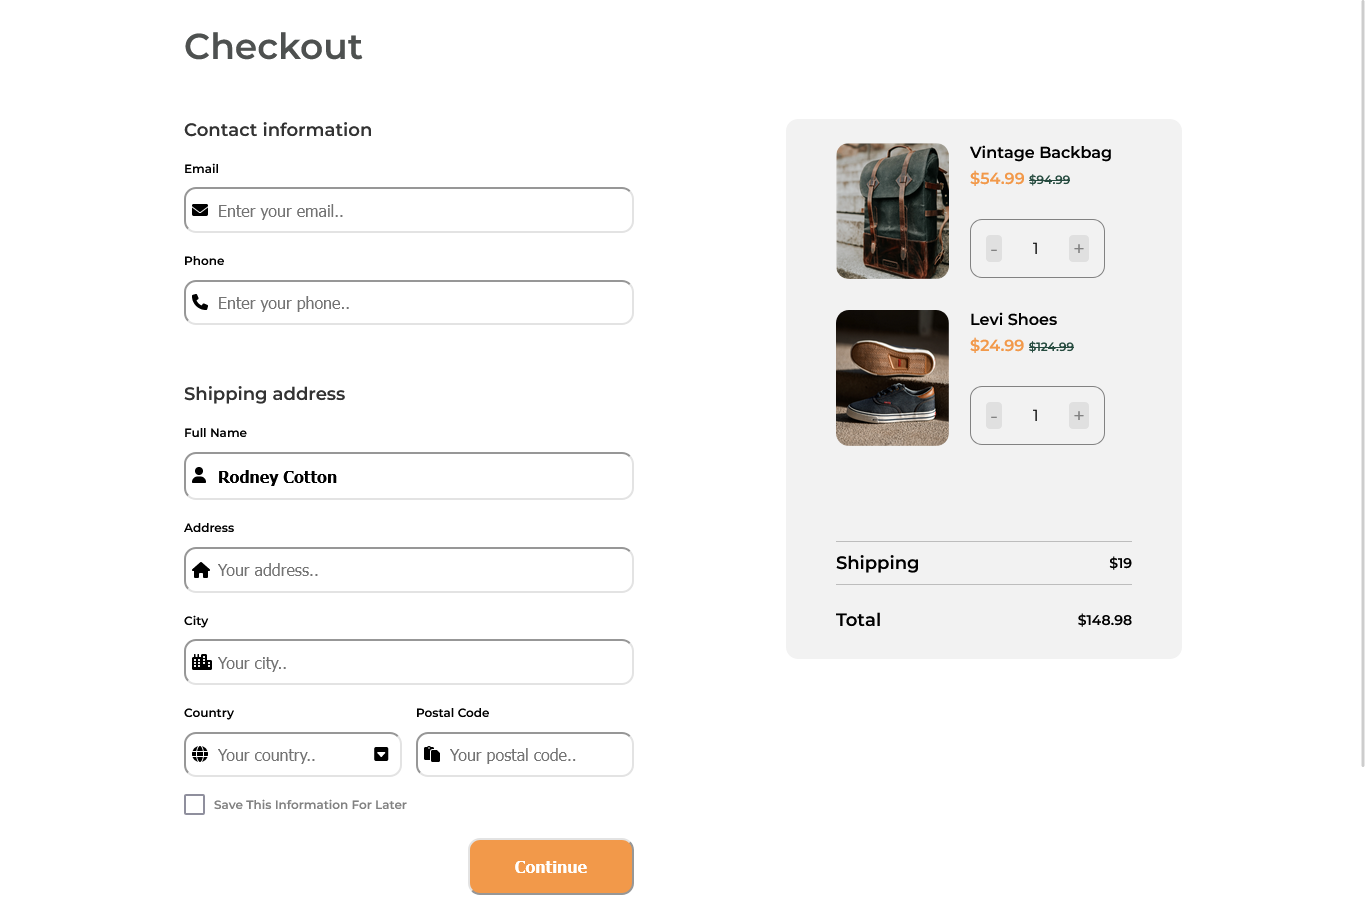 Checkout
Contact information
Email
Enter your email..
Phone
Enter your phone..
Shipping address
Full Name
Rodney Cotton
Address
Your address..
City
Your city..
Country
Your country..
Postal Code
Your postal code..
Save This Information For Later
Continue
Vintage Backbag
$54.99 $94.99
- 1 +
Levi Shoes
$24.99 $124.99
- 1 +
Shipping $19
Total $148.98